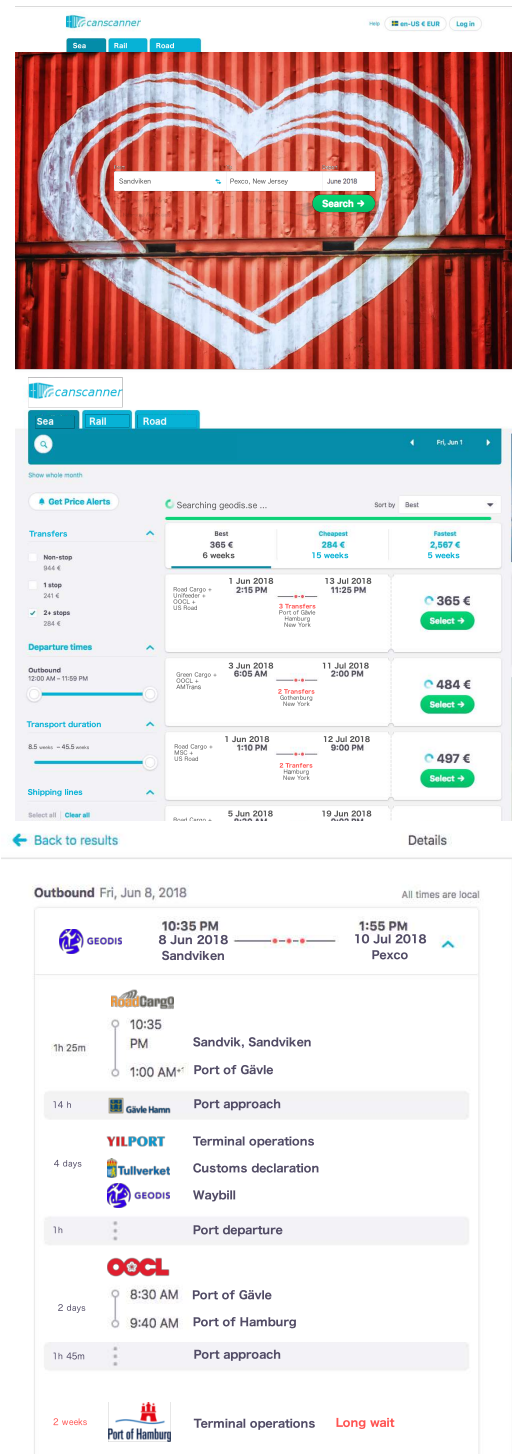 canscanner
Help
en-US € EUR
Log in
Sea
Rail
Road
Sandviken
Pexco, New Jersey
June 2018
Search →
canscanner
Sea
Rail
Road
Fri, Jun 1
Show whole month
Get Price Alerts
Searching geodis.se ...
Sort by
Best
Transfers
Non-stop
944 €
1 stop
241 €
2+ stops
284 €
Departure times
Outbound
12:00 AM – 11:59 PM
Transport duration
8.5 weeks – 45.5 weeks
Shipping lines
Select all
Clear all
Best
365 €
6 weeks
Cheapest
284 €
15 weeks
Fastest
2,567 €
5 weeks
Road Cargo +
Unifeeder +
OOCL +
US Road
1 Jun 2018
2:15 PM
13 Jul 2018
11:25 PM
3 Transfers
Port of Gävle
Hamburg
New York
365 €
Select →
Green Cargo +
OOCL +
AMTrans
3 Jun 2018
6:05 AM
11 Jul 2018
2:00 PM
2 Transfers
Gothenburg
New York
484 €
Select →
Road Cargo +
MSC +
US Road
1 Jun 2018
1:10 PM
12 Jul 2018
9:00 PM
2 Tranfers
Hamburg
New York
497 €
Select →
Road Cargo +
5 Jun 2018
19 Jun 2018
← Back to results
Details
Outbound Fri, Jun 8, 2018
All times are local
GEODIS
10:35 PM
8 Jun 2018
Sandviken
1:55 PM
10 Jul 2018
Pexco
RoadCargo
1h 25m
10:35
PM
Sandvik, Sandviken
1:00 AM+1
Port of Gävle
14 h
Gävle Hamn
Port approach
YILPORT
Terminal operations
4 days
Tullverket
Customs declaration
GEODIS
Waybill
1h
Port departure
OOCL
2 days
8:30 AM
Port of Gävle
9:40 AM
Port of Hamburg
1h 45m
Port approach
2 weeks
Port of Hamburg
Terminal operations
Long wait